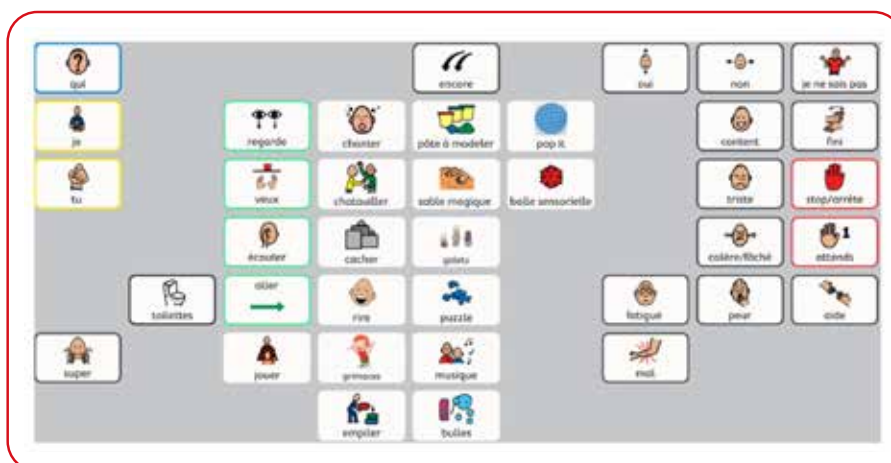 qui encore oui non je ne sais pas
je regarde chanter pâte à modeler pop it content fini
tu veux chatouiller sable magique balle sensorielle triste stop/arrête
écouter cacher galets colère/fâché 1 attends
toilettes aller rire puzzle fatigué peur aide
super jouer grimaces musique mal
empiler bulles